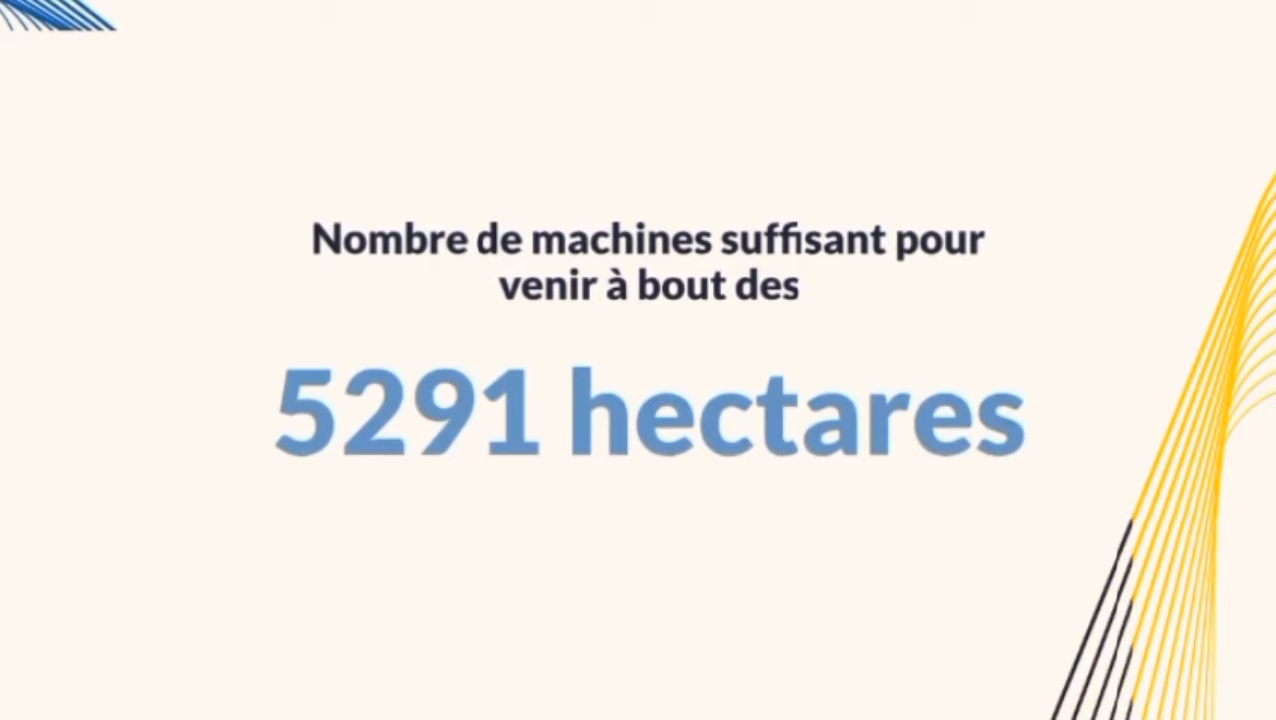 Nombre de machines suffisant pour
venir à bout des
5291 hectares